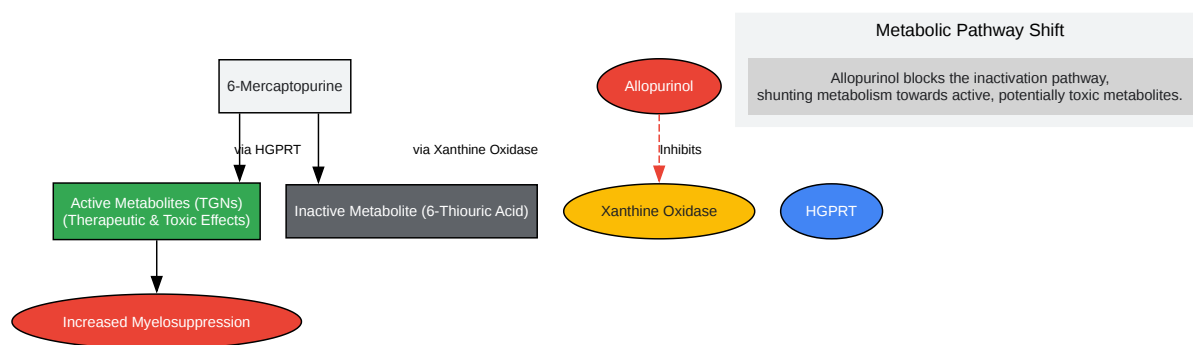 Metabolic Pathway Shift
6-Mercaptopurine
Allopurinol
Allopurinol blocks the inactivation pathway,
shunting metabolism towards active, potentially toxic metabolites.
via HGPRT
via Xanthine Oxidase
Inhibits
Active Metabolites (TGNs)
(Therapeutic & Toxic Effects)
Inactive Metabolite (6-Thiouric Acid)
Xanthine Oxidase
HGPRT
Increased Myelosuppression